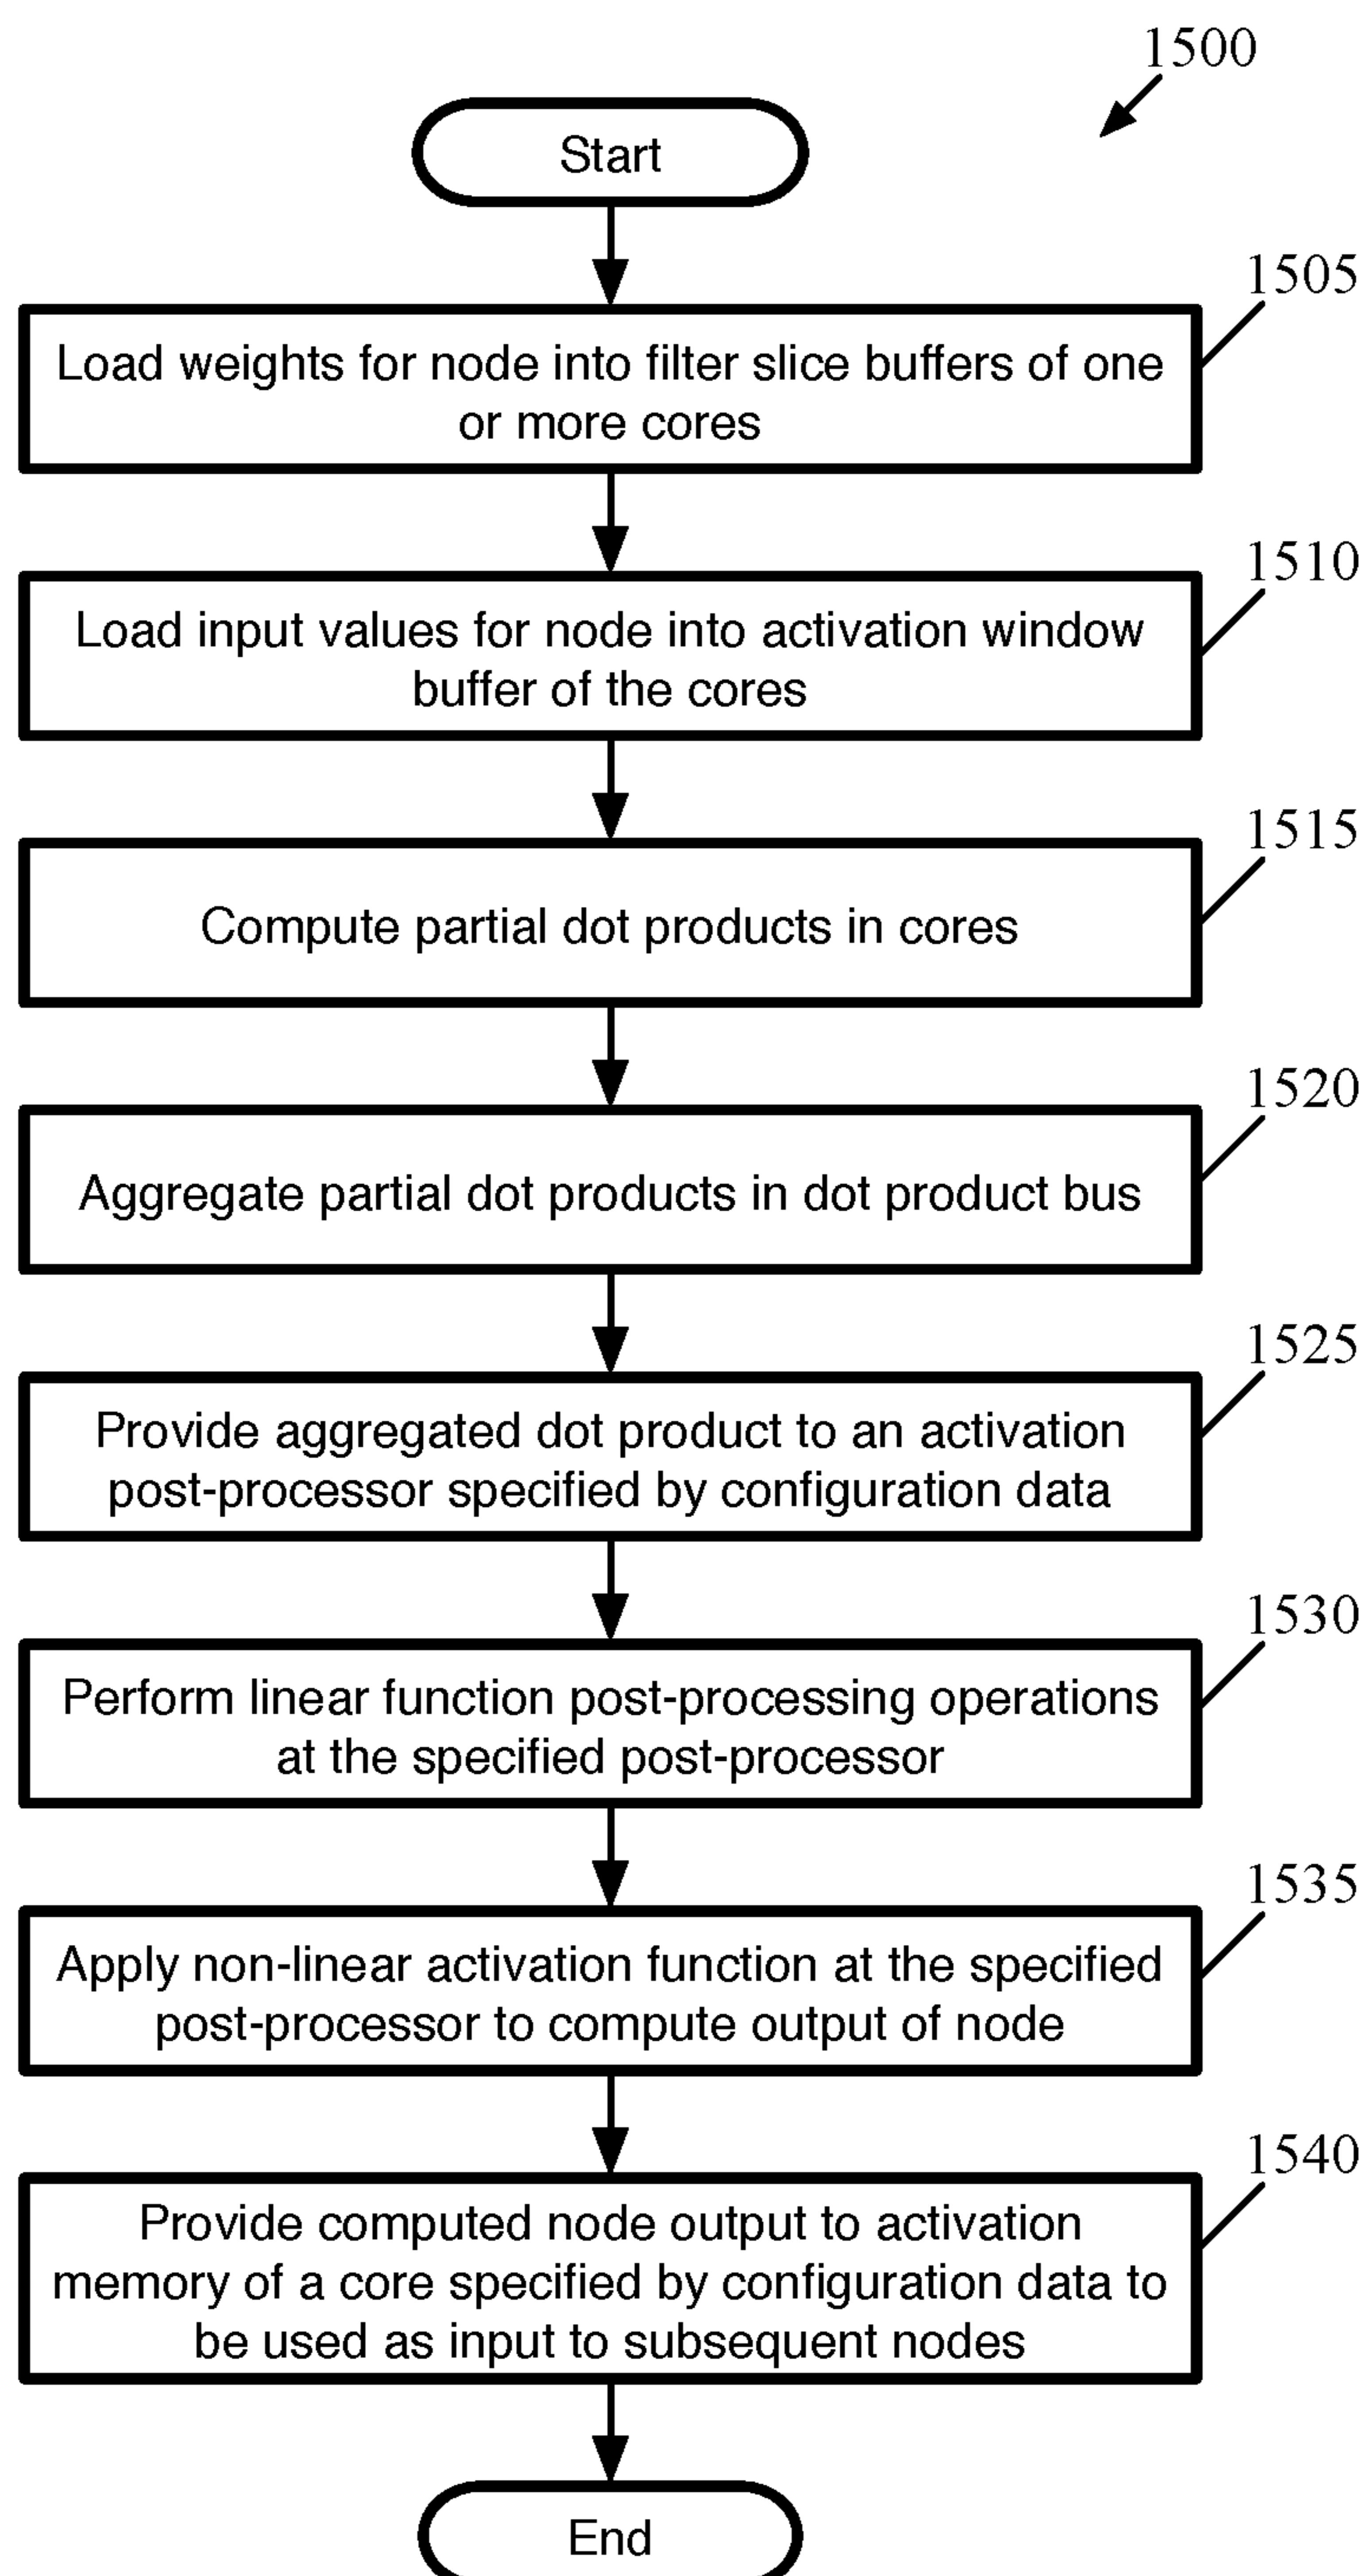 1500
Start
1505
Load weights for node into filter slice buffers of one
or more cores
1510
Load input values for node into activation window
buffer of the cores
1515
Compute partial dot products in cores
1520
Aggregate partial dot products in dot product bus
1525
Provide aggregated dot product to an activation
post-processor specified by configuration data
1530
Perform linear function post-processing operations
at the specified post-processor
1535
Apply non-linear activation function at the specified
post-processor to compute output of node
1540
Provide computed node output to activation
memory of a core specified by configuration data to
be used as input to subsequent nodes
End